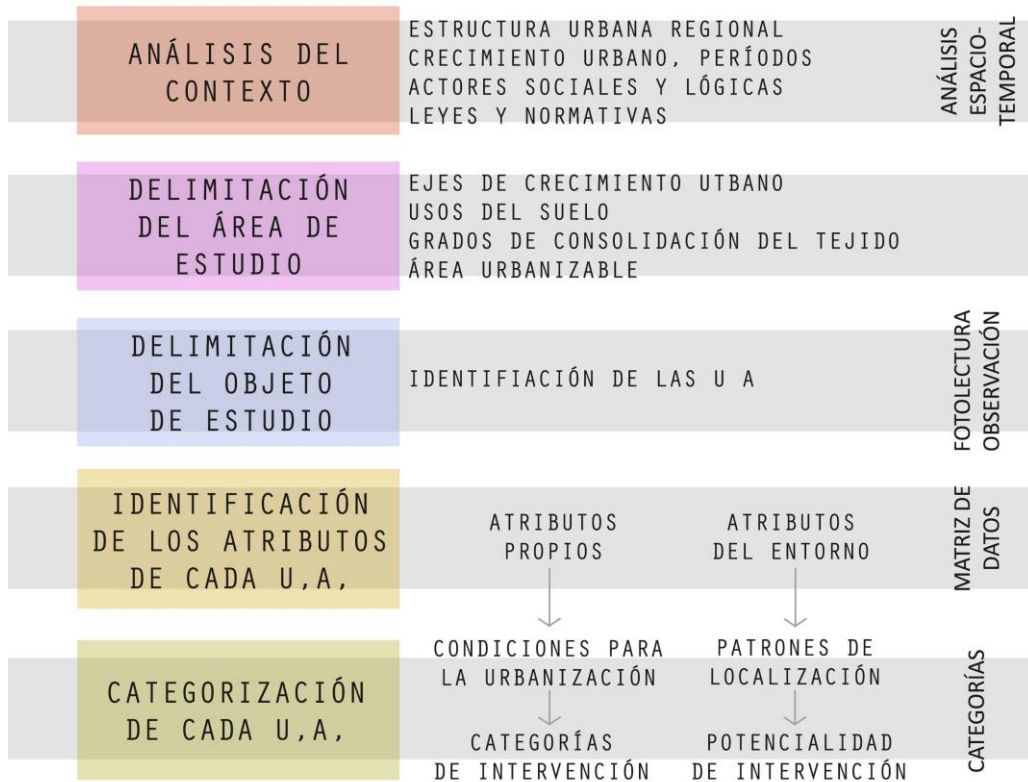 ANÁLISIS DEL
CONTEXTO
ESTRUCTURA URBANA REGIONAL
CRECIMIENTO URBANO, PERÍODOS
ACTORES SOCIALES Y LÓGICAS
LEYES Y NORMATIVAS
ANÁLISIS
ESPACIO-
TEMPORAL
DELIMITACIÓN
DEL ÁREA DE
ESTUDIO
EJES DE CRECIMIENTO UTBANO
USOS DEL SUELO
GRADOS DE CONSOLIDACIÓN DEL TEJIDO
ÁREA URBANIZABLE
DELIMITACIÓN
DEL OBJETO
DE ESTUDIO
IDENTIFIACIÓN DE LAS U A
FOTOLECTURA
OBSERVACIÓN
IDENTIFICACIÓN
DE LOS ATRIBUTOS
DE CADA U,A,
ATRIBUTOS
PROPIOS
ATRIBUTOS
DEL ENTORNO
MATRIZ DE
DATOS
CATEGORIZACIÓN
DE CADA U,A,
CONDICIONES PARA
LA URBANIZACIÓN
PATRONES DE
LOCALIZACIÓN
CATEGORÍAS
DE INTERVENCIÓN
POTENCIALIDAD
DE INTERVENCIÓN
CATEGORÍAS